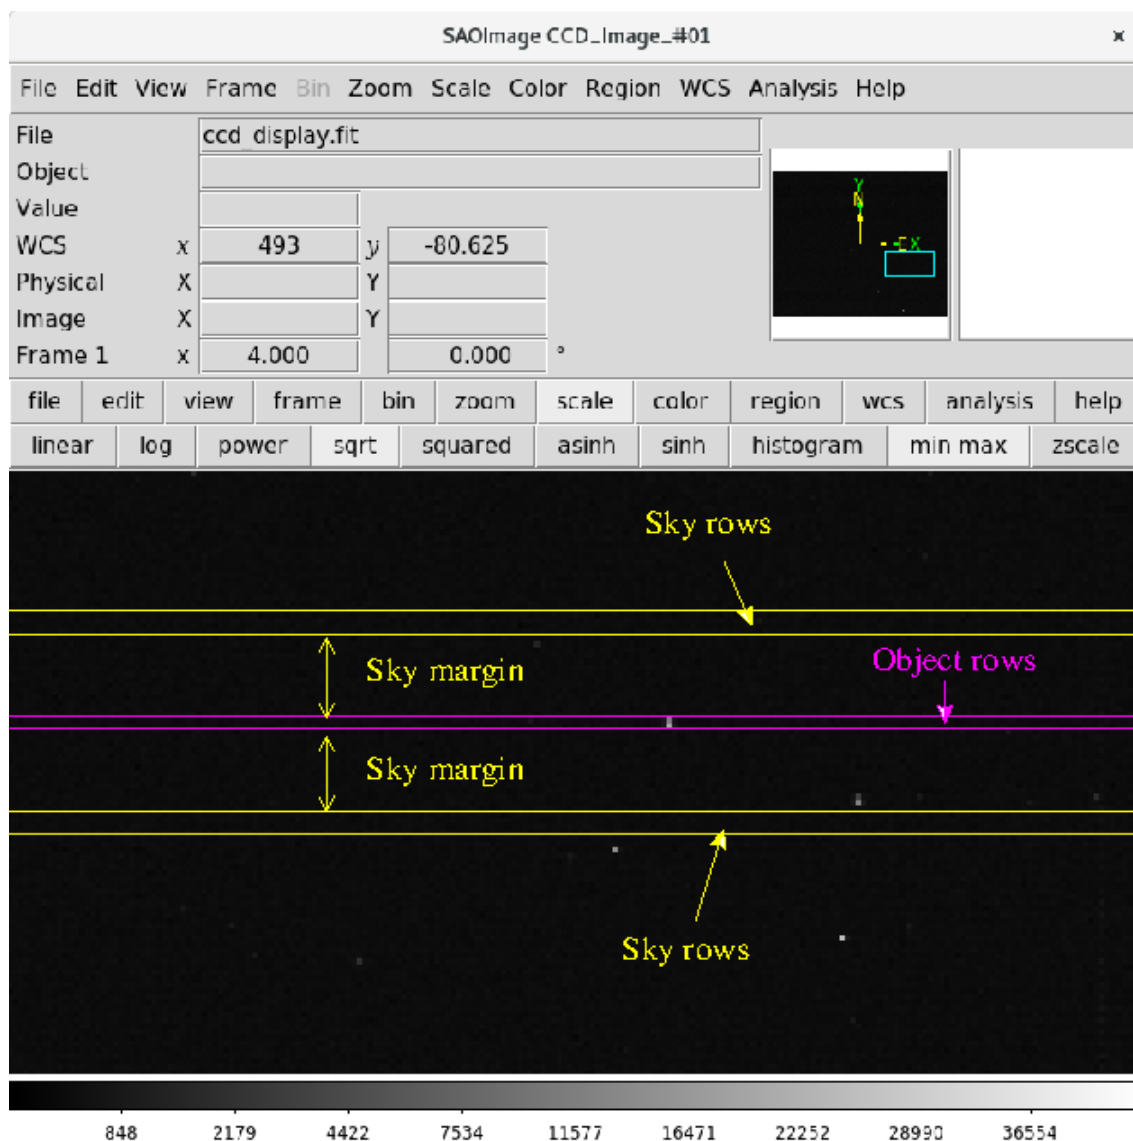 SAOImage CCD_Image_#01 ×
File Edit View Frame Bin Zoom Scale Color Region WCS Analysis Help
File ccd_display.fit
Object
Value
WCS x 493 y -80.625
Physical X Y
Image X Y
Frame 1 x 4.000 0.000 °
Y
N
E X
file edit view frame bin zoom scale color region wcs analysis help
linear log power sqrt squared asinh sinh histogram min max zscale
Sky rows
Object rows
Sky margin
Sky margin
Sky rows
848 2179 4422 7534 11577 16471 22252 28990 36554